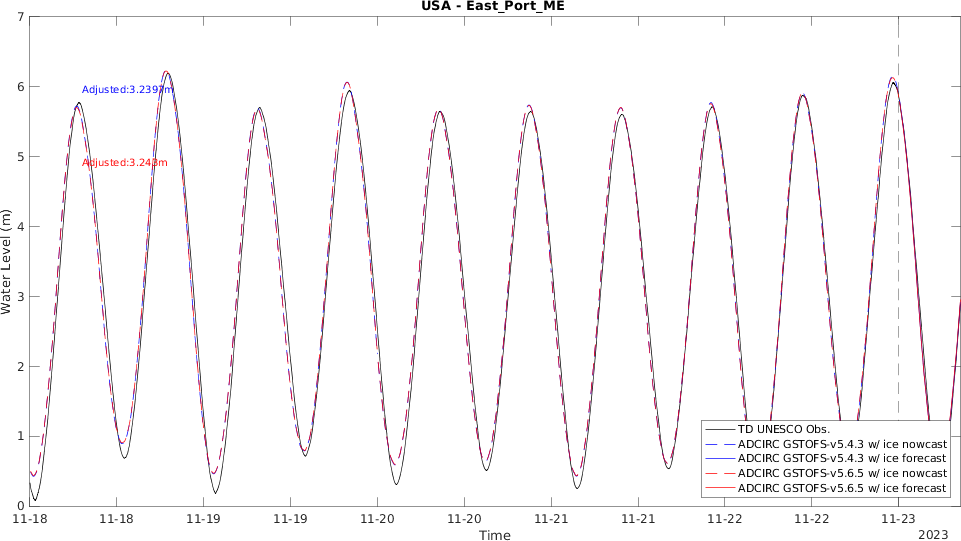 USA - East_Port_ME
7
6
5
4
3
2
1
0
Water Level (m)
Adjusted:3.2397m
Adjusted:3.243m
TD UNESCO Obs.
ADCIRC GSTOFS-v5.4.3 w/ ice nowcast
ADCIRC GSTOFS-v5.4.3 w/ ice forecast
ADCIRC GSTOFS-v5.6.5 w/ ice nowcast
ADCIRC GSTOFS-v5.6.5 w/ ice forecast
11-18 11-18 11-19 11-19 11-20 11-20 11-21 11-21 11-22 11-22 11-23
Time
2023